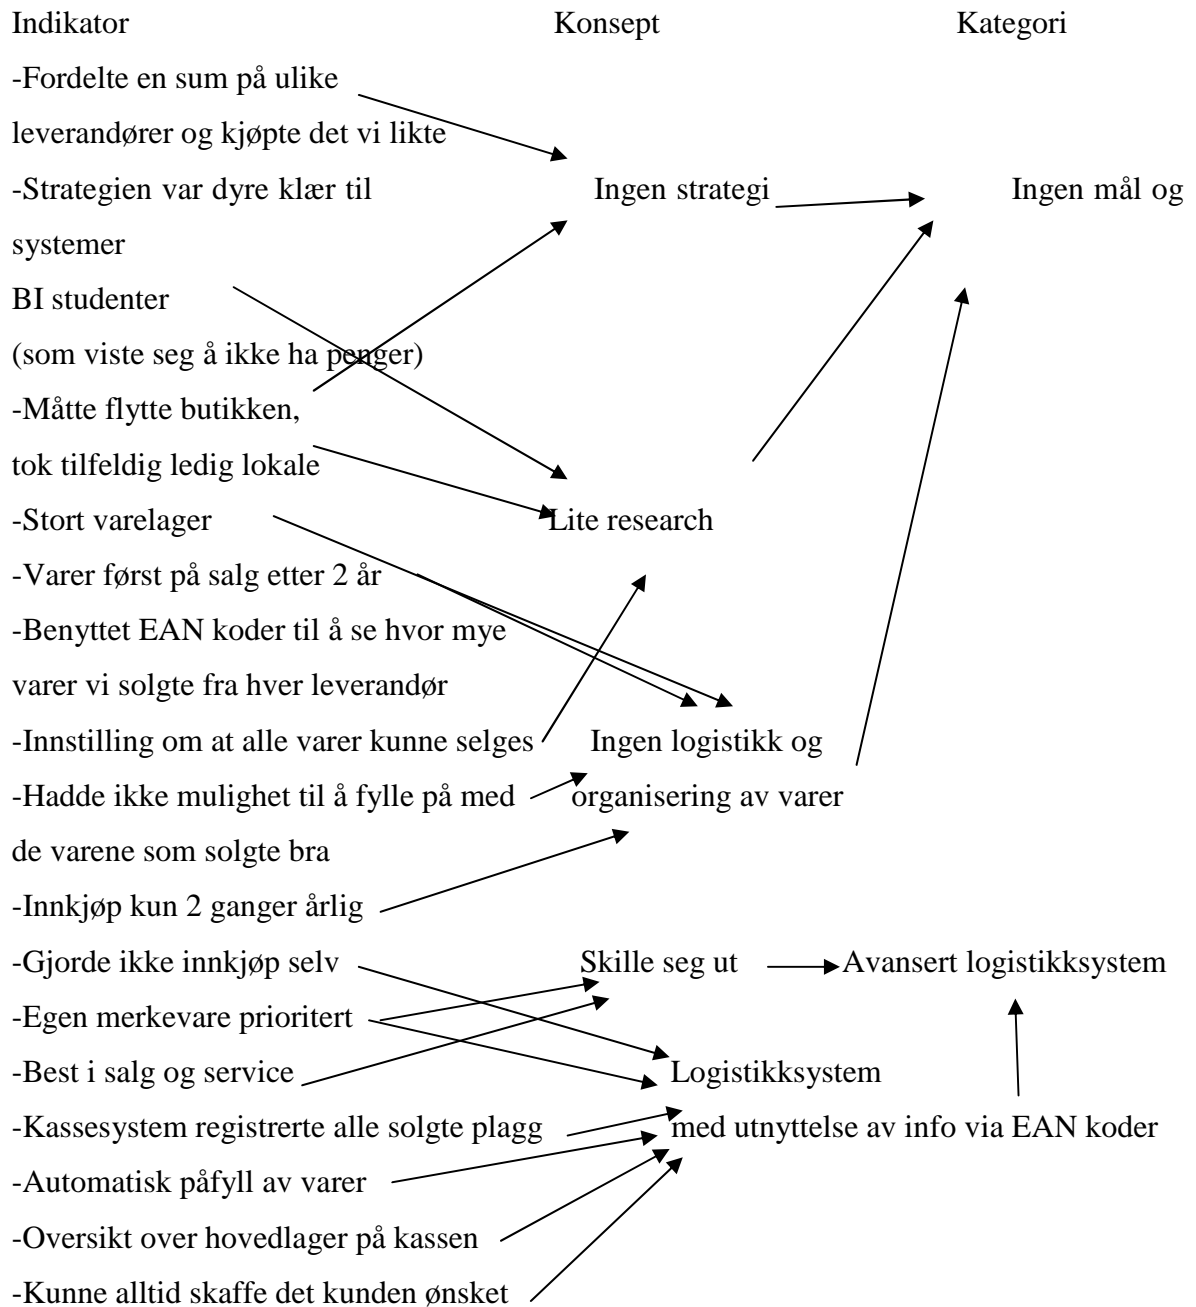 Indikator Konsept Kategori
-Fordelte en sum på ulike
leverandører og kjøpte det vi likte
-Strategien var dyre klær til Ingen strategi Ingen mål og
systemer
BI studenter
(som viste seg å ikke ha penger)
-Måtte flytte butikken,
tok tilfeldig ledig lokale
-Stort varelager Lite research
-Varer først på salg etter 2 år
-Benyttet EAN koder til å se hvor mye
varer vi solgte fra hver leverandør
-Innstilling om at alle varer kunne selges Ingen logistikk og
-Hadde ikke mulighet til å fylle på med organisering av varer
de varene som solgte bra
-Innkjøp kun 2 ganger årlig
-Gjorde ikke innkjøp selv Skille seg ut Avansert logistikksystem
-Egen merkevare prioritert
-Best i salg og service Logistikksystem
-Kassesystem registrerte alle solgte plagg med utnyttelse av info via EAN koder
-Automatisk påfyll av varer
-Oversikt over hovedlager på kassen
-Kunne alltid skaffe det kunden ønsket